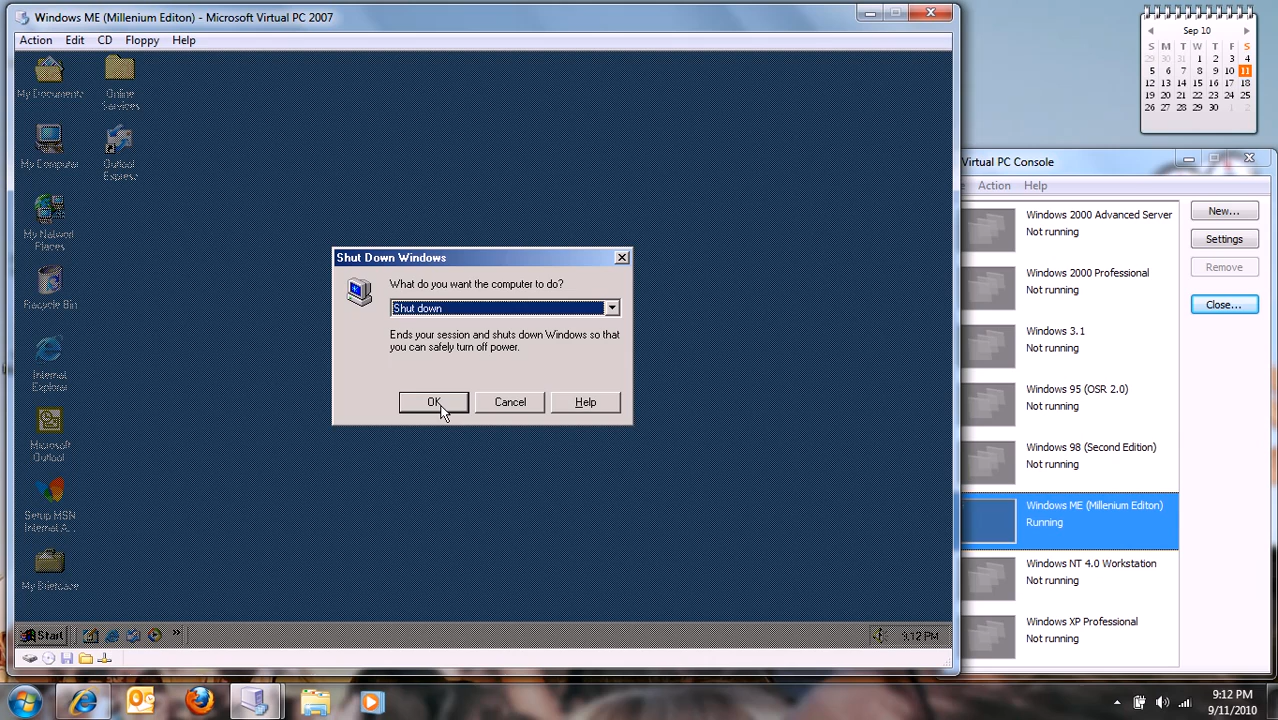 Windows ME (Millenium Editon) - Microsoft Virtual PC 2007
Action Edit CD Floppy Help
My Documents
Online
Services
My Computer
Outlook
Express
My Network
Places
Recycle Bin
Internet
Explorer
Microsoft
Outlook
Setup MSN
Internet A...
My Briefcase
Shut Down Windows
What do you want the computer to do?
Shut down
Ends your session and shuts down Windows so that
you can safely turn off power.
OK Cancel Help
Start
9:12 PM
Sep 10
S M T W T F S
29 30 31 1 2 3 4
5 6 7 8 9 10 11
12 13 14 15 16 17 18
19 20 21 22 23 24 25
26 27 28 29 30 1 2
Virtual PC Console
Action Help
Windows 2000 Advanced Server
Not running
Windows 2000 Professional
Not running
Windows 3.1
Not running
Windows 95 (OSR 2.0)
Not running
Windows 98 (Second Edition)
Not running
Windows ME (Millenium Editon)
Running
Windows NT 4.0 Workstation
Not running
Windows XP Professional
Not running
New...
Settings
Remove
Close...
9:12 PM
9/11/2010